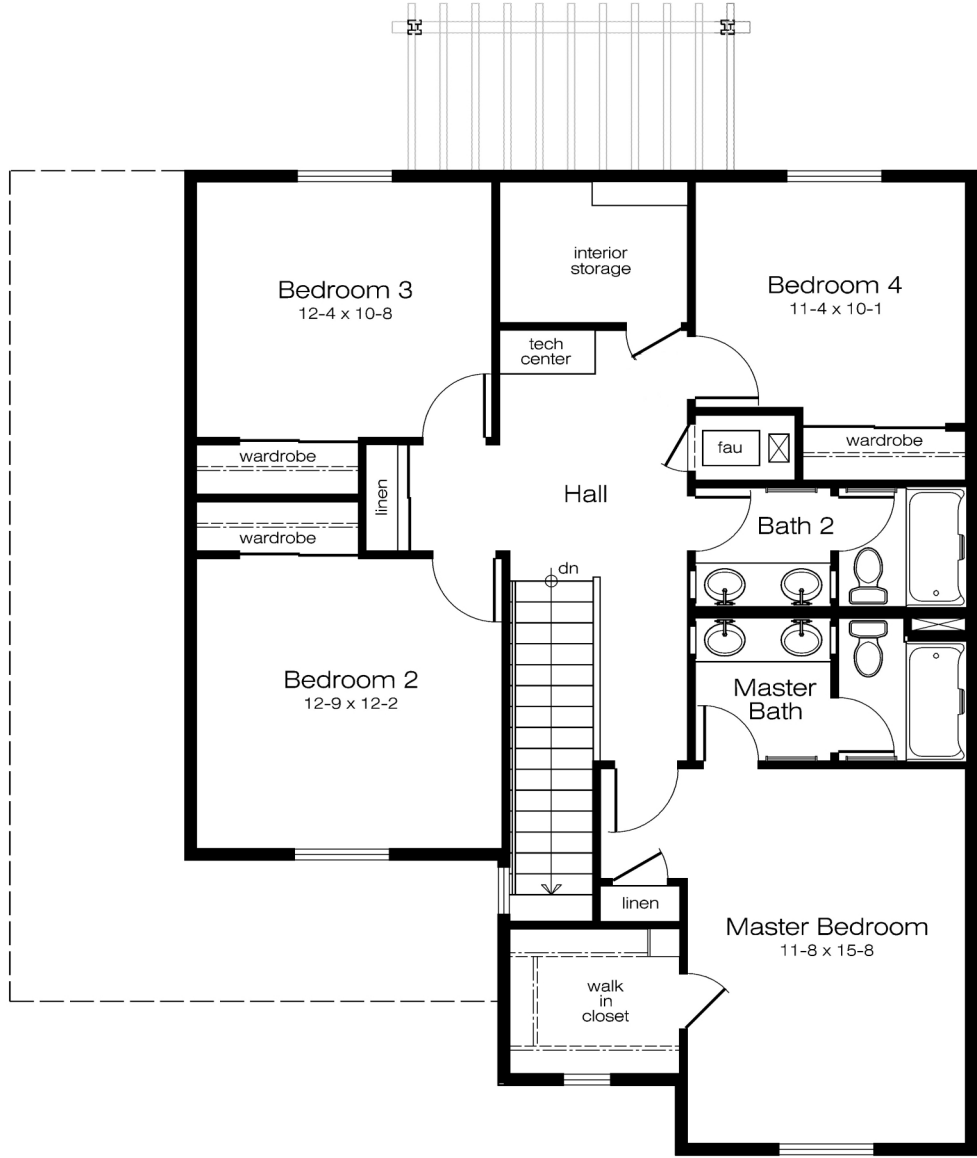 interior
storage
Bedroom 3
12-4 x 10-8
Bedroom 4
11-4 x 10-1
tech
center
wardrobe
fau
wardrobe
linen
Hall
Bath 2
wardrobe
dn
Bedroom 2
12-9 x 12-2
Master
Bath
linen
Master Bedroom
11-8 x 15-8
walk
in
closet